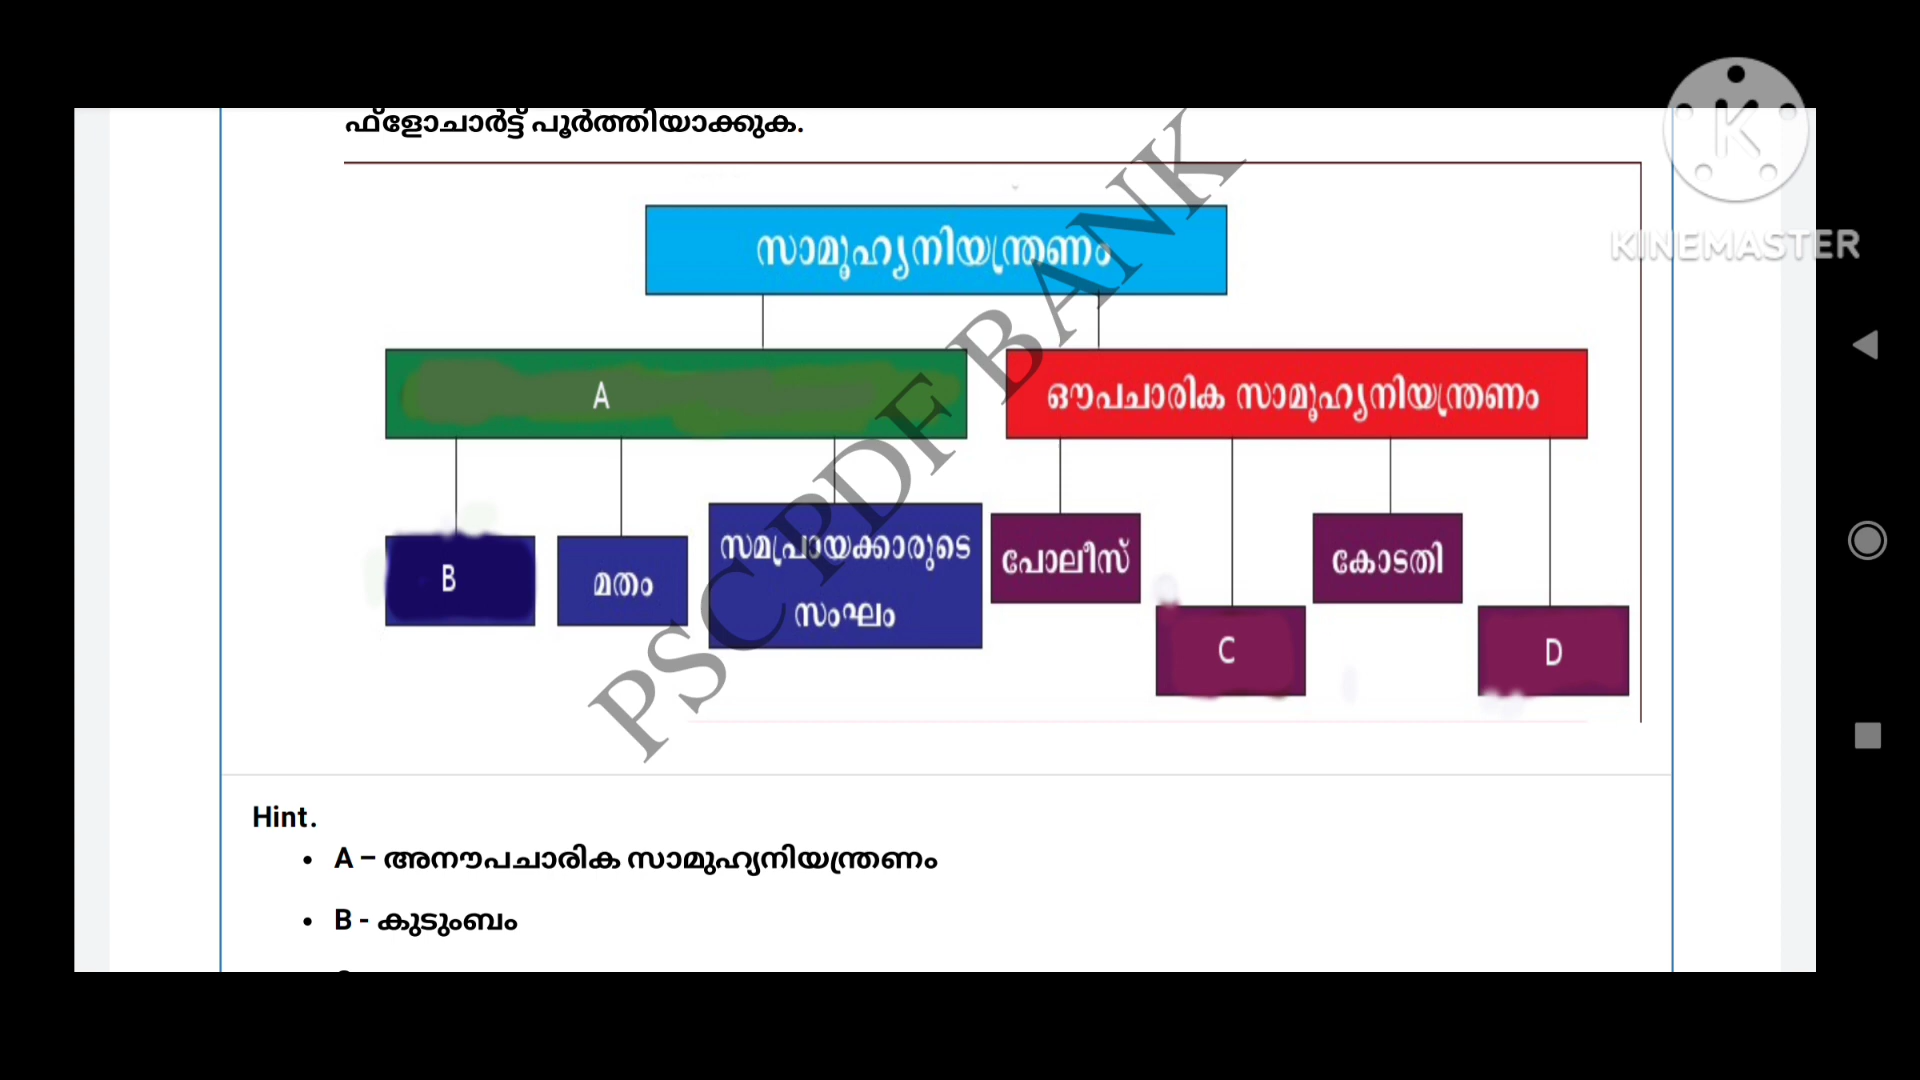 ഫ്ളോചാർട്ട് പൂർത്തിയാക്കുക.
സാമൂഹ്യനിയന്ത്രണം
A
ഔപചാരിക സാമൂഹ്യനിയന്ത്രണം
B
മതം
സമപ്രായക്കാരുടെ
സംഘം
പോലീസ്
C
കോടതി
D
PSC PDF BANK
K
KINEMASTER
Hint.
• A – അനൗപചാരിക സാമുഹ്യനിയന്ത്രണം
• B - കുടുംബം